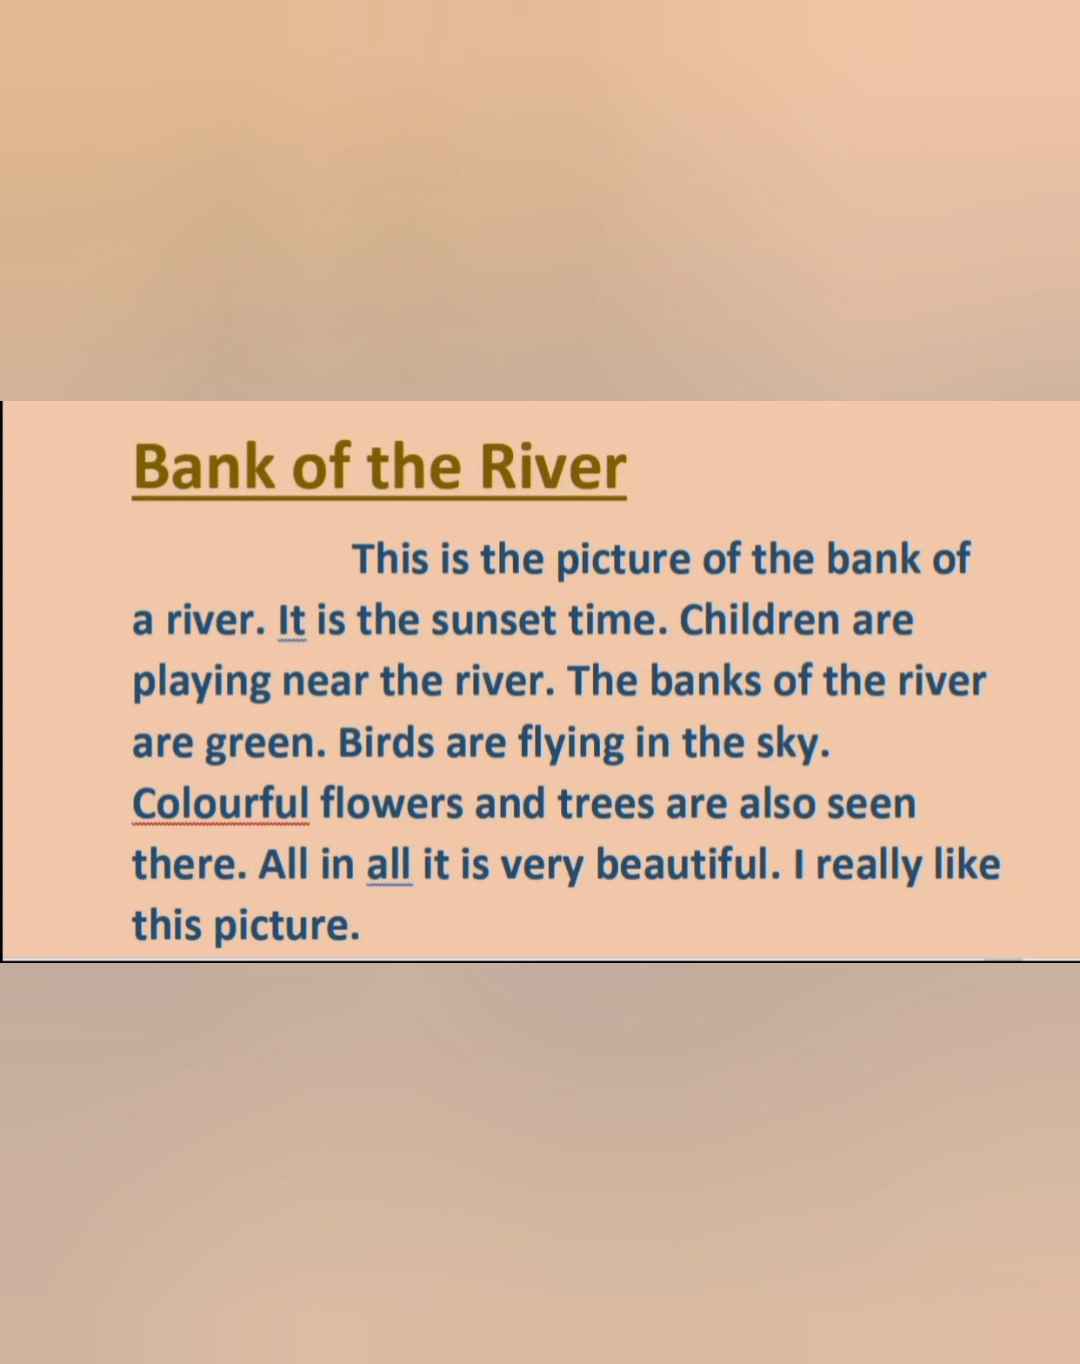 Bank of the River
This is the picture of the bank of
a river. It is the sunset time. Children are
playing near the river. The banks of the river
are green. Birds are flying in the sky.
Colourful flowers and trees are also seen
there. All in all it is very beautiful. I really like
this picture.